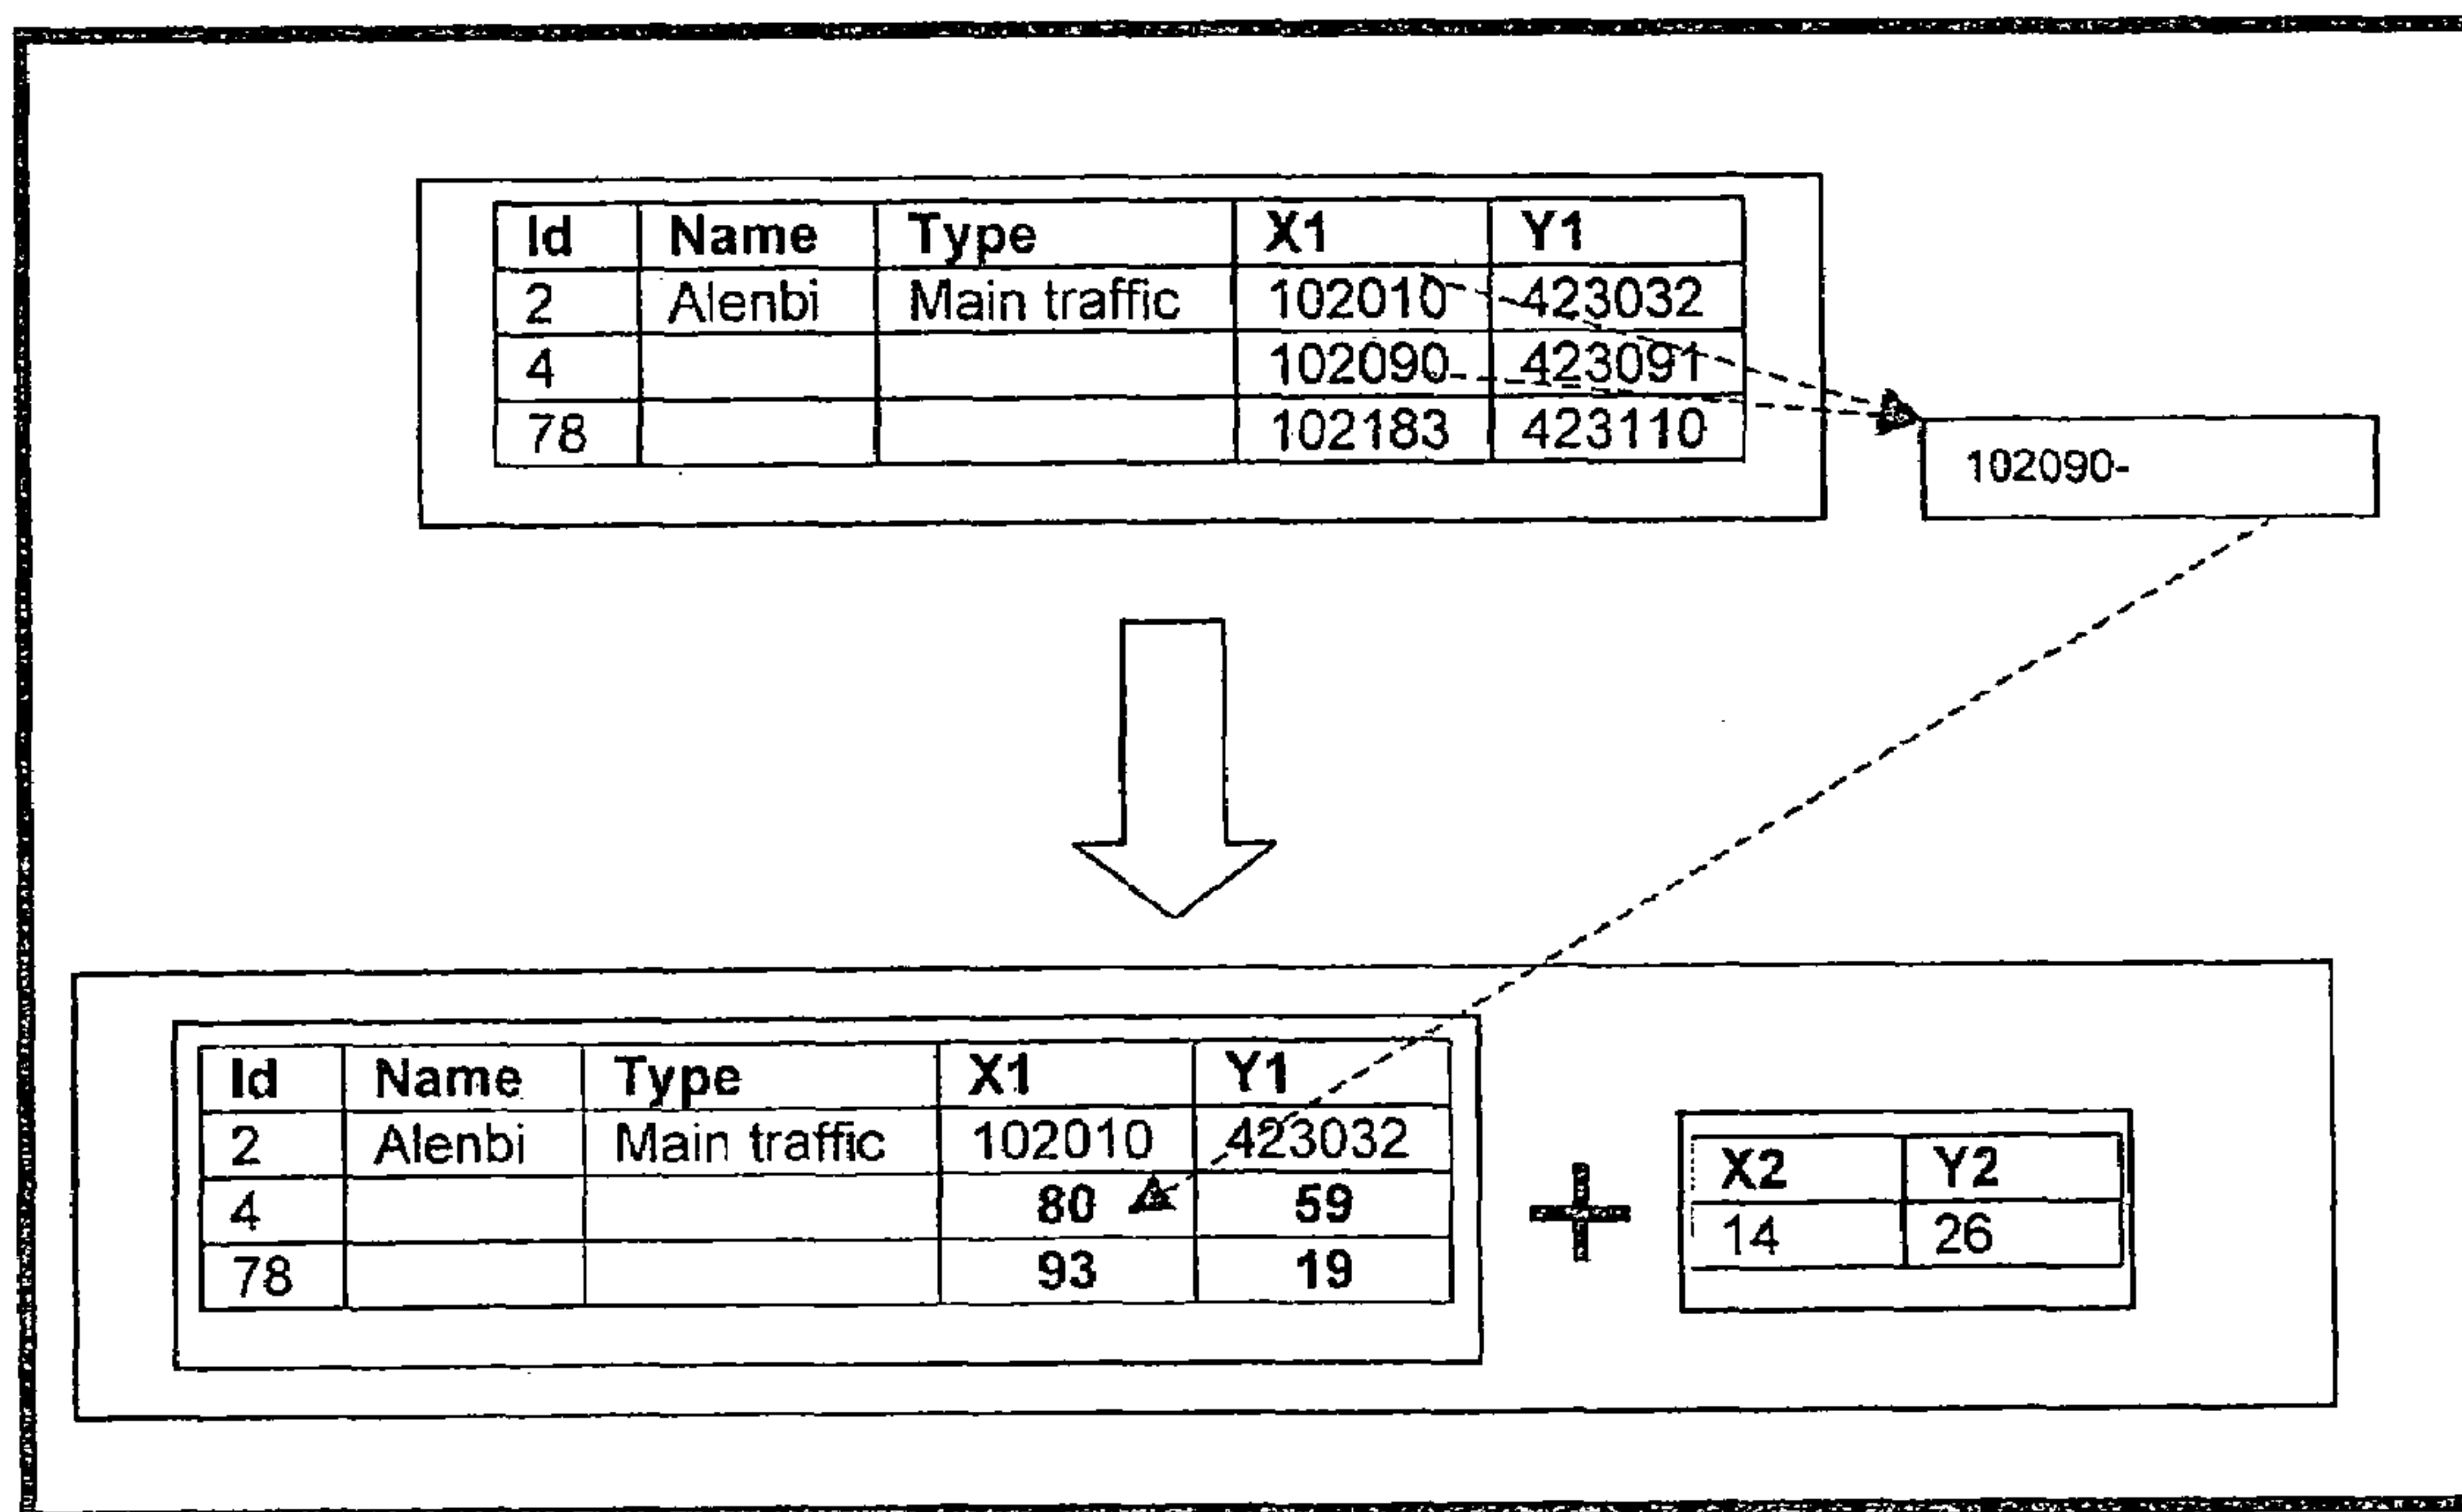 Id Name Type X1 Y1
2 Alenbi Main traffic 102010 423032
4 102090 423091
78 102183 423110
102090-
Id Name Type X1 Y1
2 Alenbi Main traffic 102010 423032
4 80 59
78 93 19
+
X2 Y2
14 26